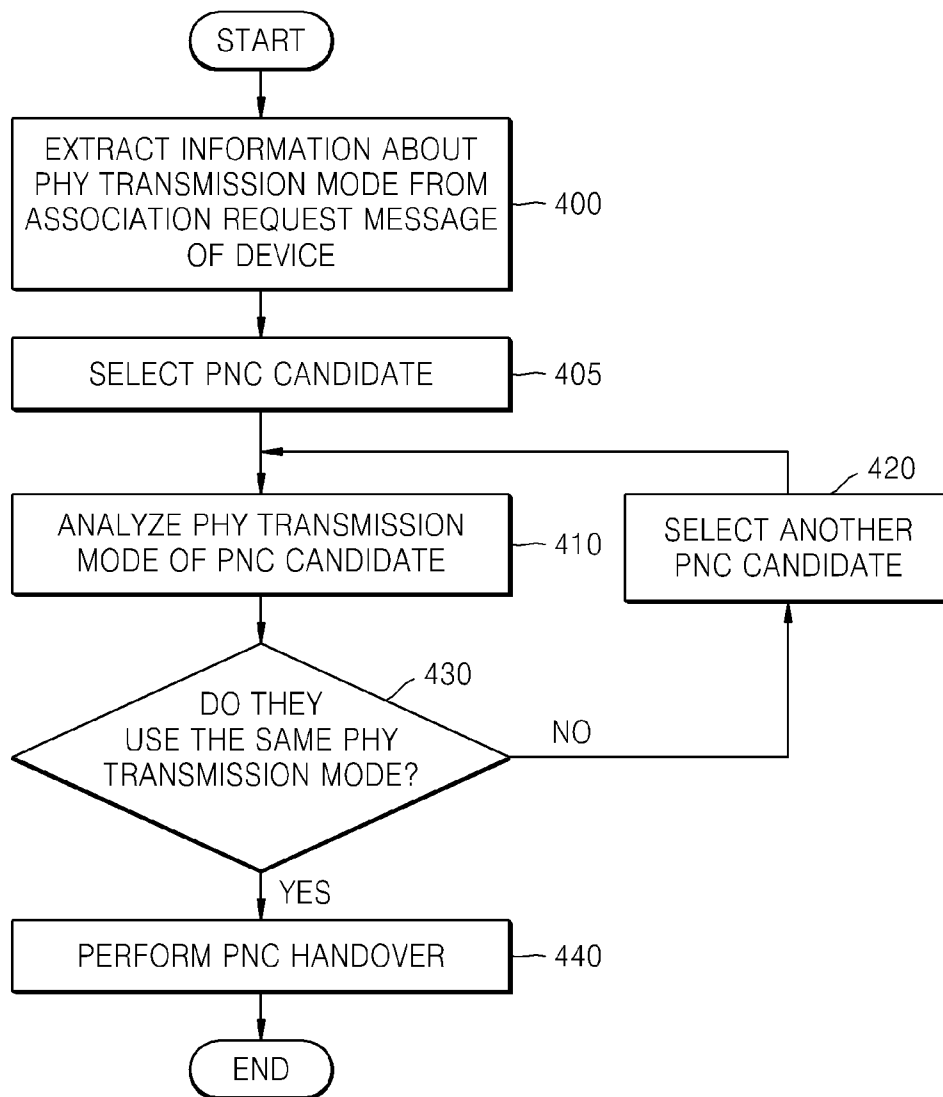 START
EXTRACT INFORMATION ABOUT
PHY TRANSMISSION MODE FROM
ASSOCIATION REQUEST MESSAGE
OF DEVICE
400
SELECT PNC CANDIDATE
405
ANALYZE PHY TRANSMISSION
MODE OF PNC CANDIDATE
410
420
SELECT ANOTHER
PNC CANDIDATE
430
DO THEY
USE THE SAME PHY
TRANSMISSION MODE?
NO
YES
PERFORM PNC HANDOVER
440
END